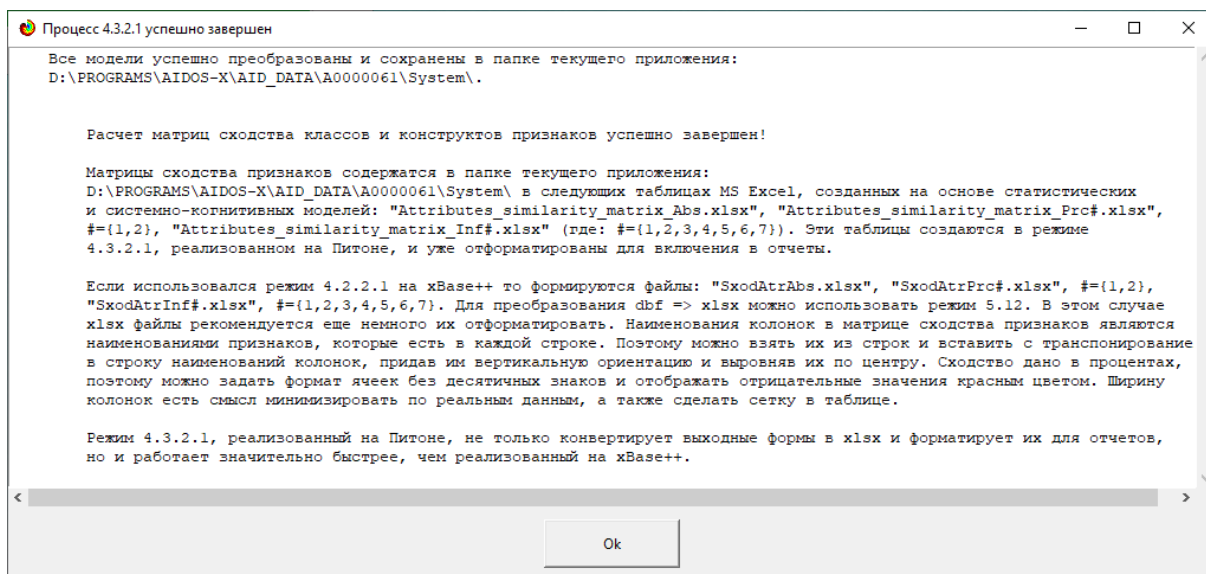 Процесс 4.3.2.1 успешно завершен
Все модели успешно преобразованы и сохранены в папке текущего приложения:
D:\PROGRAMS\AIDOS-X\AID_DATA\A0000061\System\.
Расчет матриц сходства классов и конструктов признаков успешно завершен!
Матрицы сходства признаков содержатся в папке текущего приложения:
D:\PROGRAMS\AIDOS-X\AID_DATA\A0000061\System\ в следующих таблицах MS Excel, созданных на основе статистических
и системно-когнитивных моделей: "Attributes_similarity_matrix_Abs.xlsx", "Attributes_similarity_matrix_Prc#.xlsx",
#={1,2}, "Attributes_similarity_matrix_Inf#.xlsx" (где: #={1,2,3,4,5,6,7}). Эти таблицы создаются в режиме
4.3.2.1, реализованном на Питоне, и уже отформатированы для включения в отчеты.
Если использовался режим 4.2.2.1 на xBase++ то формируются файлы: "SxodAtrAbs.xlsx", "SxodAtrPrc#.xlsx", #={1,2},
"SxodAtrInf#.xlsx", #={1,2,3,4,5,6,7}. Для преобразования dbf => xlsx можно использовать режим 5.12. В этом случае
xlsx файлы рекомендуется еще немного их отформатировать. Наименования колонок в матрице сходства признаков являются
наименованиями признаков, которые есть в каждой строке. Поэтому можно взять их из строк и вставить с транспонирование
в строку наименований колонок, придав им вертикальную ориентацию и выровняв их по центру. Сходство дано в процентах,
поэтому можно задать формат ячеек без десятичных знаков и отображать отрицательные значения красным цветом. Ширину
колонок есть смысл минимизировать по реальным данным, а также сделать сетку в таблице.
Режим 4.3.2.1, реализованный на Питоне, не только конвертирует выходные формы в xlsx и форматирует их для отчетов,
но и работает значительно быстрее, чем реализованный на xBase++.
Ok